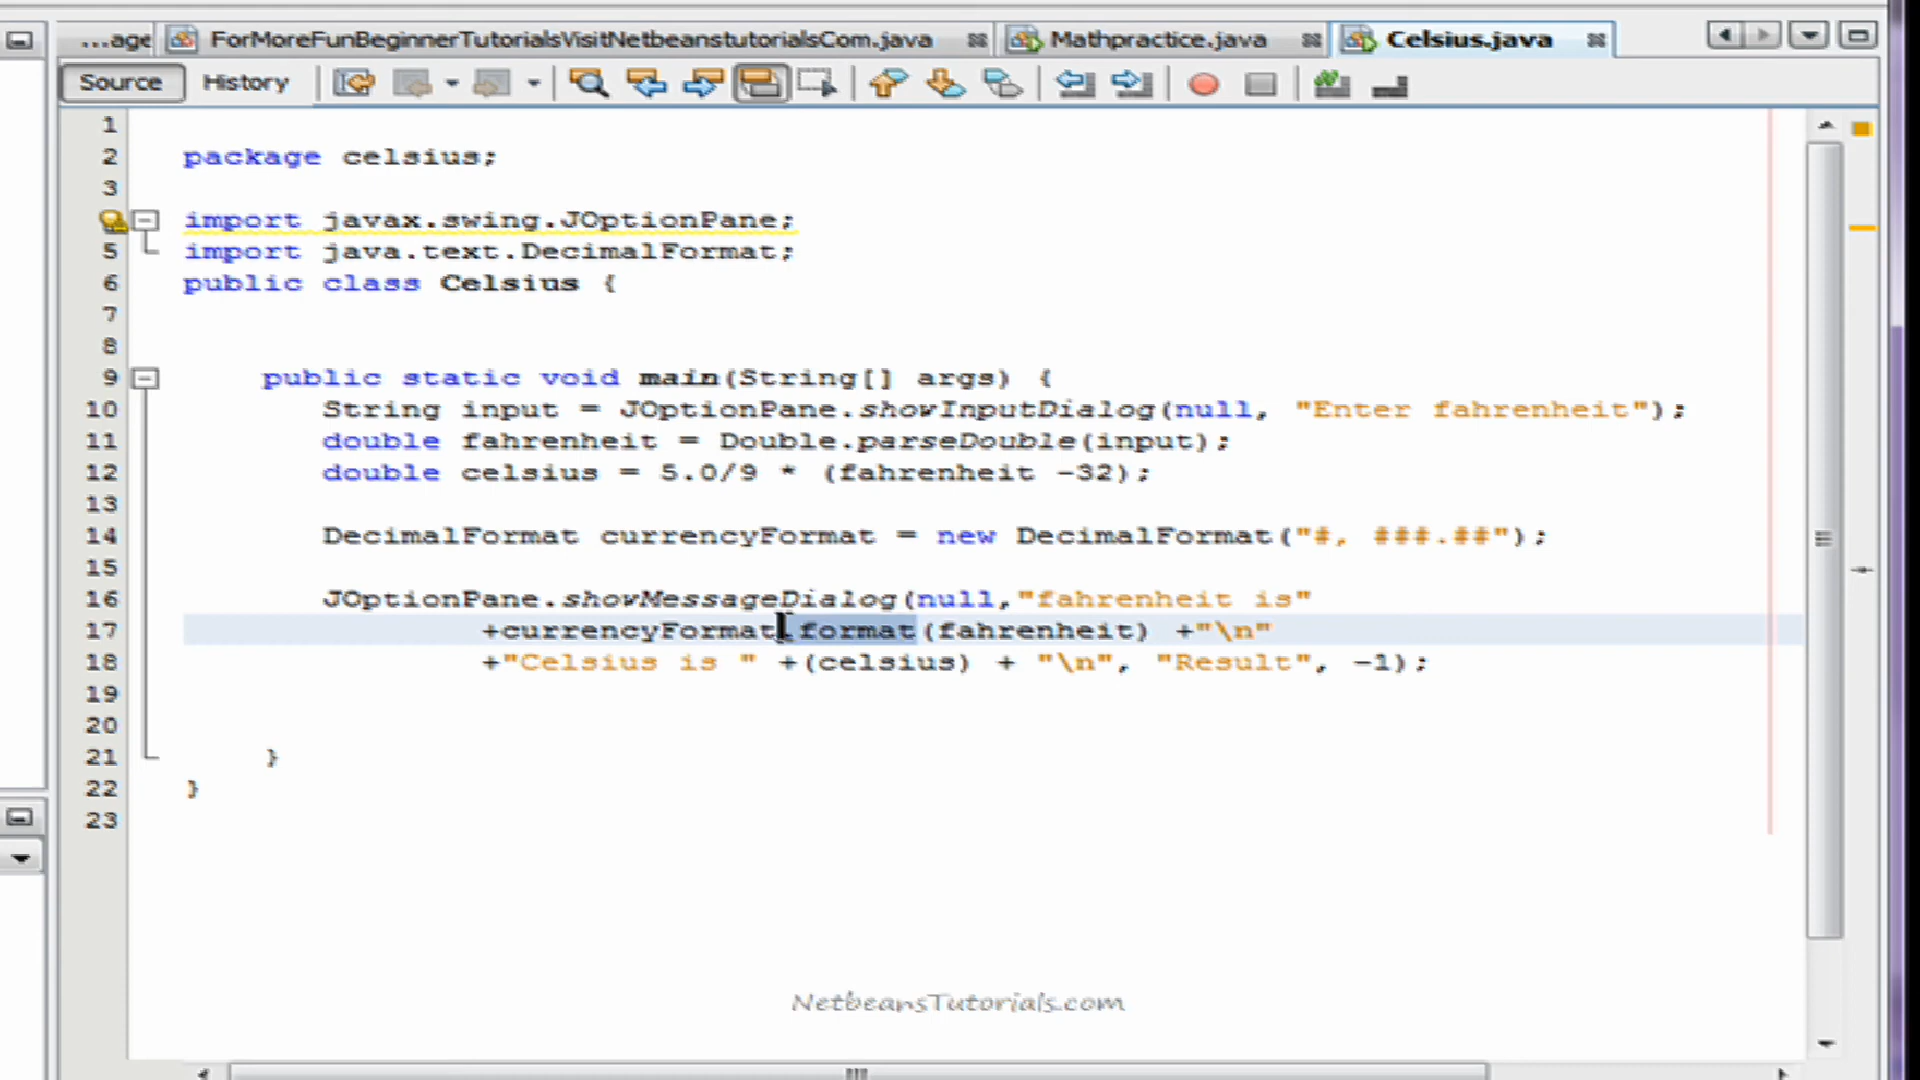 ...age ForMoreFunBeginnerTutorialsVisitNetbeanstutorialsCom.java Mathpractice.java Celsius.java
Source History
1
2 package celsius;
3
import javax.swing.JOptionPane;
5 import java.text.DecimalFormat;
6 public class Celsius {
7
8
9 public static void main(String[] args) {
10 String input = JOptionPane.showInputDialog(null, "Enter fahrenheit");
11 double fahrenheit = Double.parseDouble(input);
12 double celsius = 5.0/9 * (fahrenheit -32);
13
14 DecimalFormat currencyFormat = new DecimalFormat("#, ###.##");
15
16 JOptionPane.showMessageDialog(null,"fahrenheit is"
17 +currencyFormat.format(fahrenheit) +"\n"
18 +"Celsius is " +(celsius) + "\n", "Result", -1);
19
20
21 }
22 }
23
NetbeansTutorials.com